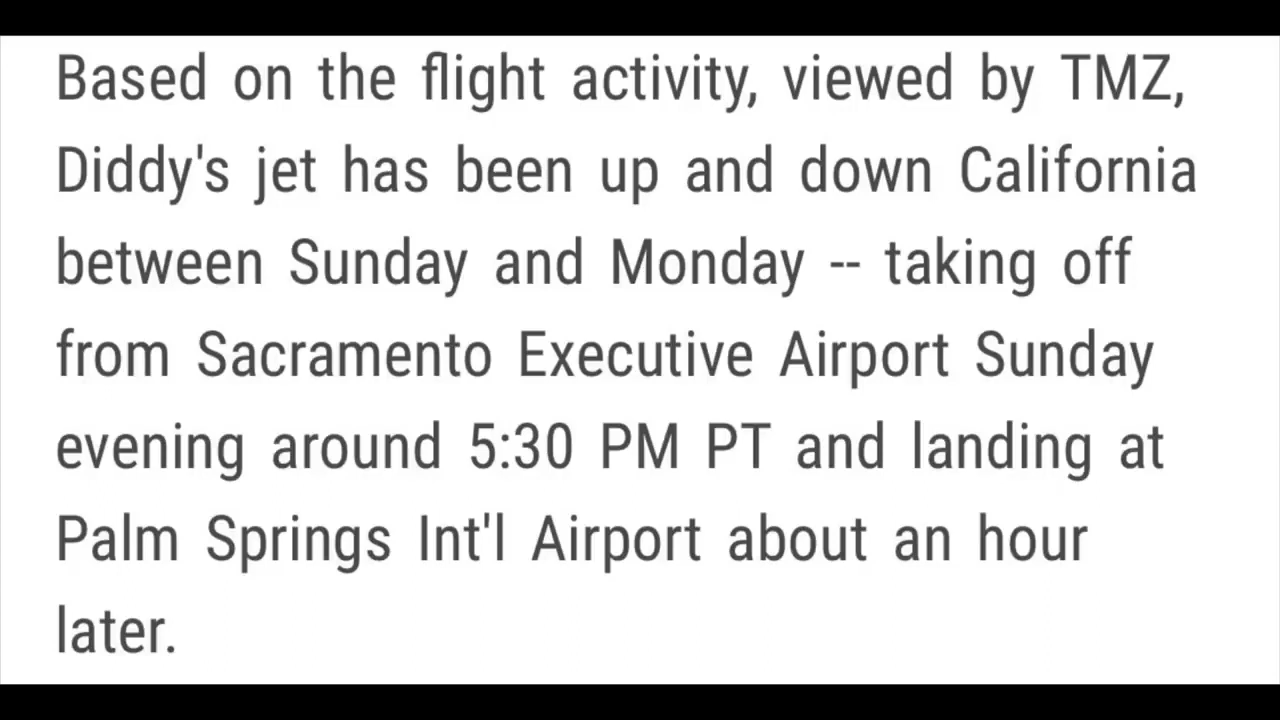 Based on the flight activity, viewed by TMZ,
Diddy's jet has been up and down California
between Sunday and Monday -- taking off
from Sacramento Executive Airport Sunday
evening around 5:30 PM PT and landing at
Palm Springs Int'l Airport about an hour
later.